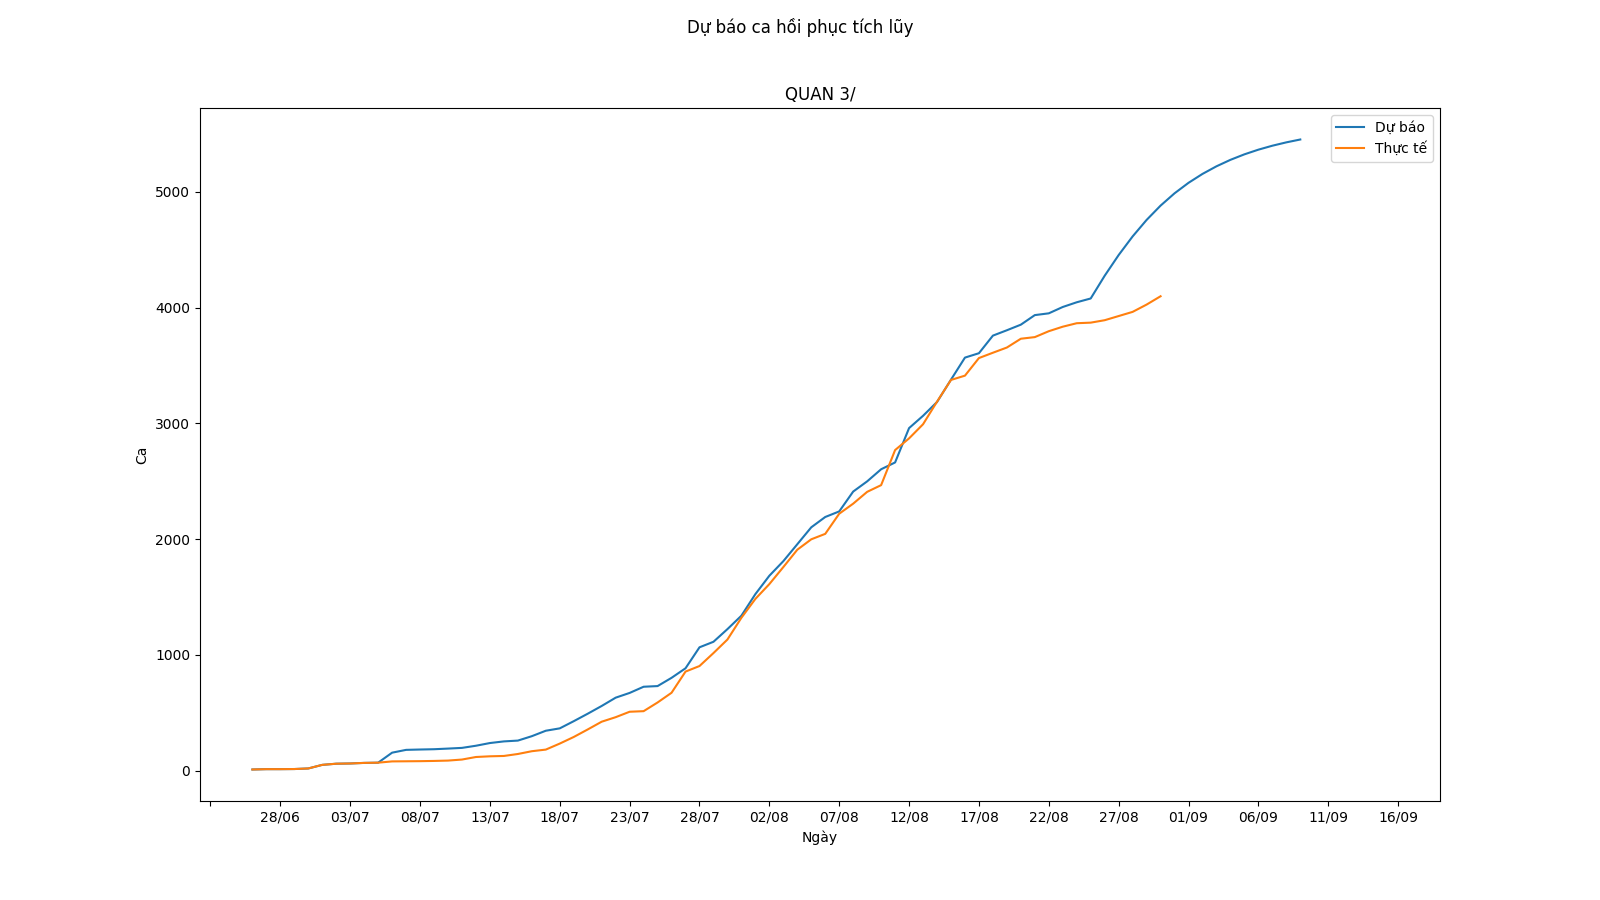 Dự báo ca hồi phục tích lũy
QUAN 3/
Dự báo
Thực tế
5000
4000
3000
2000
1000
0
Ca
28/06 03/07 08/07 13/07 18/07 23/07 28/07 02/08 07/08 12/08 17/08 22/08 27/08 01/09 06/09 11/09 16/09
Ngày